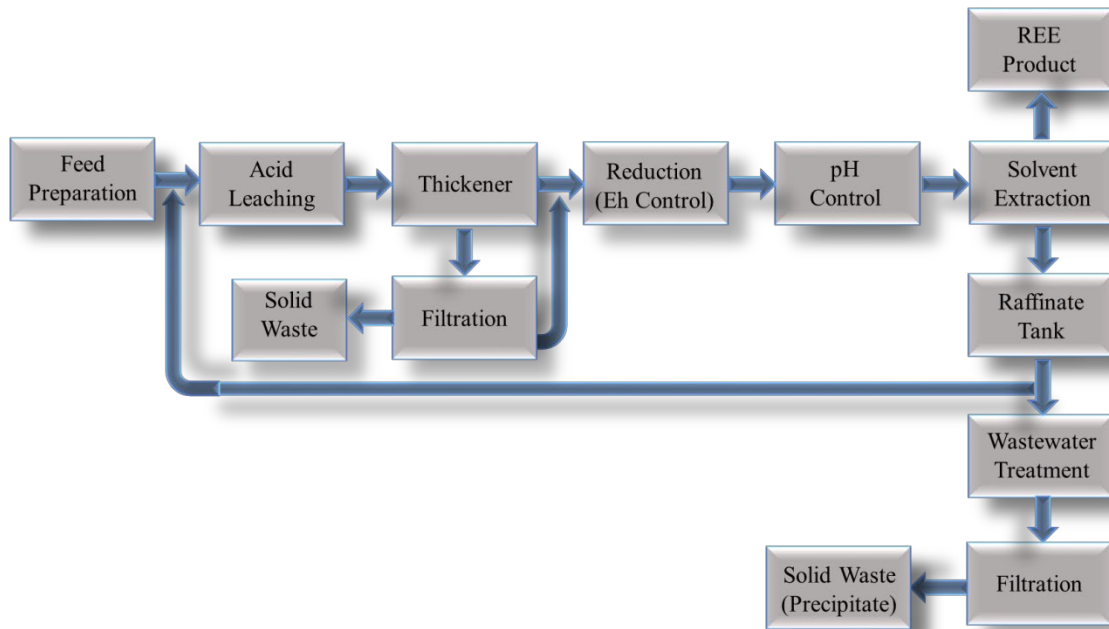 REE
Product
Feed
Preparation
Acid
Leaching
Thickener
Reduction
(Eh Control)
pH
Control
Solvent
Extraction
Solid
Waste
Filtration
Raffinate
Tank
Wastewater
Treatment
Solid Waste
(Precipitate)
Filtration